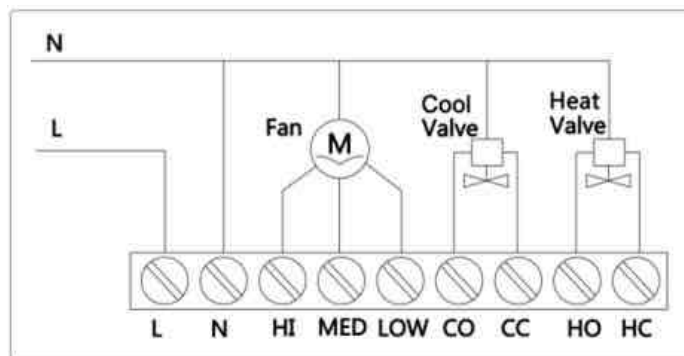 N
L
Fan
M
Cool
Valve
Heat
Valve
L N HI MED LOW CO CC HO HC